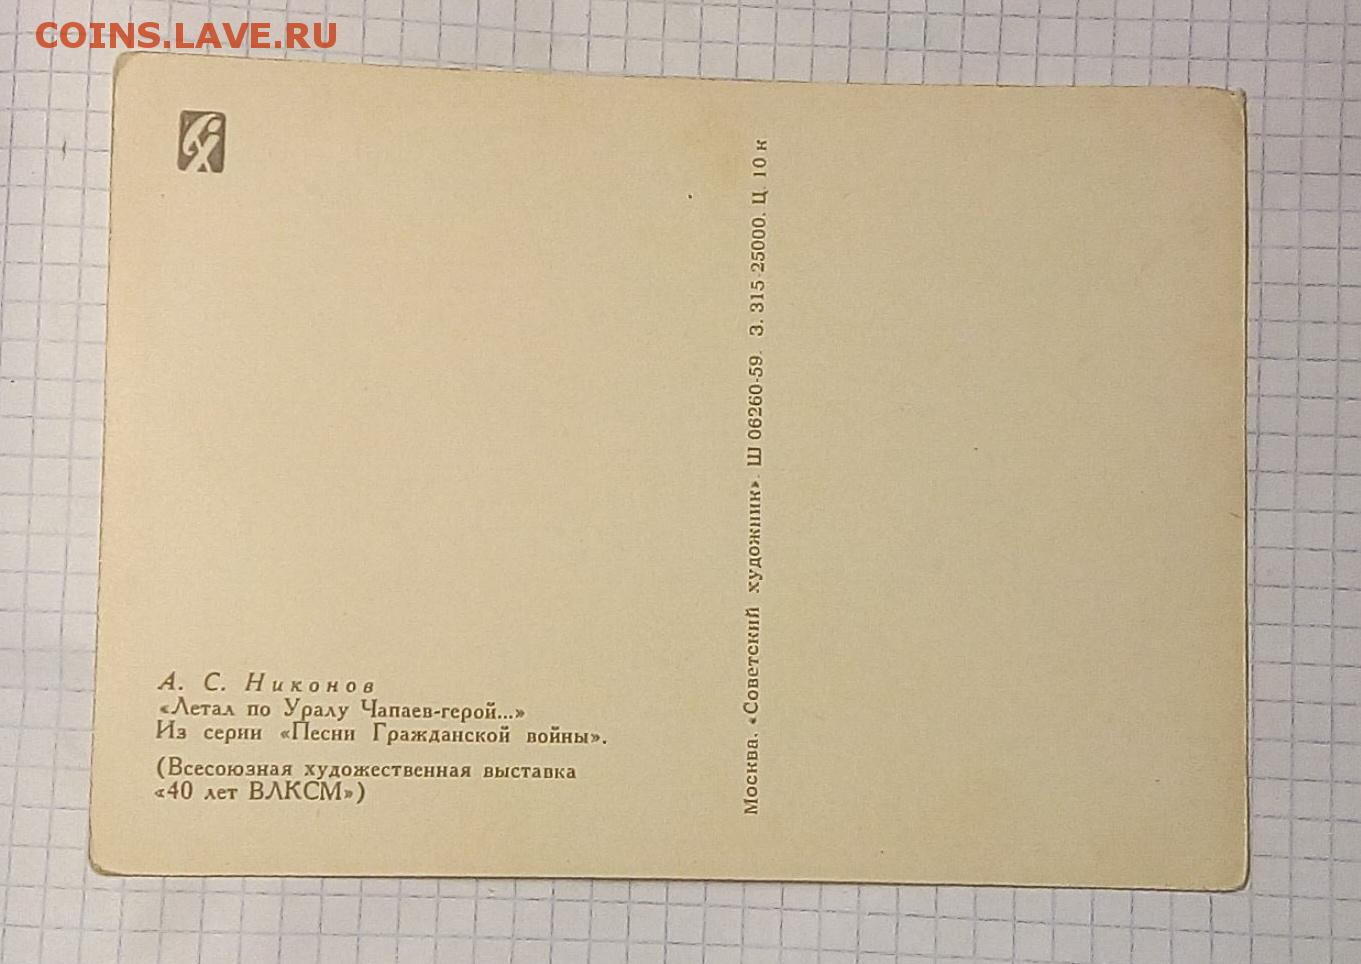 COINS.LAVE.RU
А. С. Никонов
«Летал по Уралу Чапаев-герой...»
Из серии «Песни Гражданской войны».
(Всесоюзная художественная выставка
«40 лет ВЛКСМ»)
Москва. «Советский художник». Ш 06260-59. З. 315-25000. Ц. 10 к